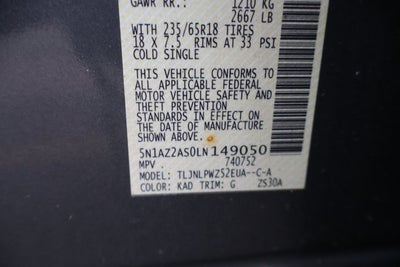 GAWR RR.: 1210 KG
2667 LB
WITH 235/65R18 TIRES
18 X 7.5 RIMS AT 33 PSI
COLD SINGLE
THIS VEHICLE CONFORMS TO
ALL APPLICABLE FEDERAL
MOTOR VEHICLE SAFETY AND
THEFT PREVENTION
STANDARDS IN EFFECT ON
THE DATE OF MANUFACTURE
SHOWN ABOVE.
5N1AZ2AS0LN149050
MPV 740752
MODEL: TLJNLPWZS2EUA--C-A
COLOR: KAD TRIM: G ZS30A